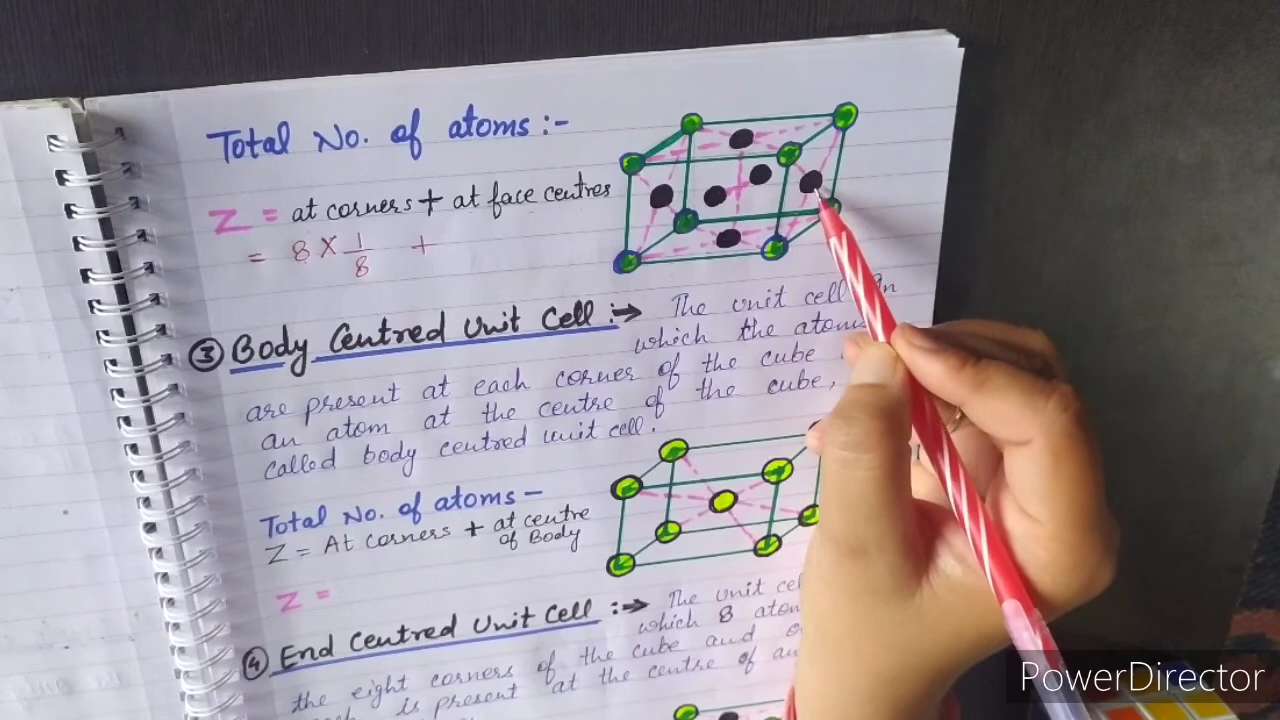 Total No. of atoms :-
Z = at corners + at face centres
= 8 × 1/8 +
③ Body Centred Unit Cell :→ The unit cell in
which the atoms
are present at each corner of the cube
an atom at the centre of the cube,
called body centred unit cell.
Total No. of atoms –
Z = At corners + at centre
of Body
Z =
④ End Centred Unit Cell :→ The unit
which 8
the eight corners of the cube and
is present at the centre of
PowerDirector